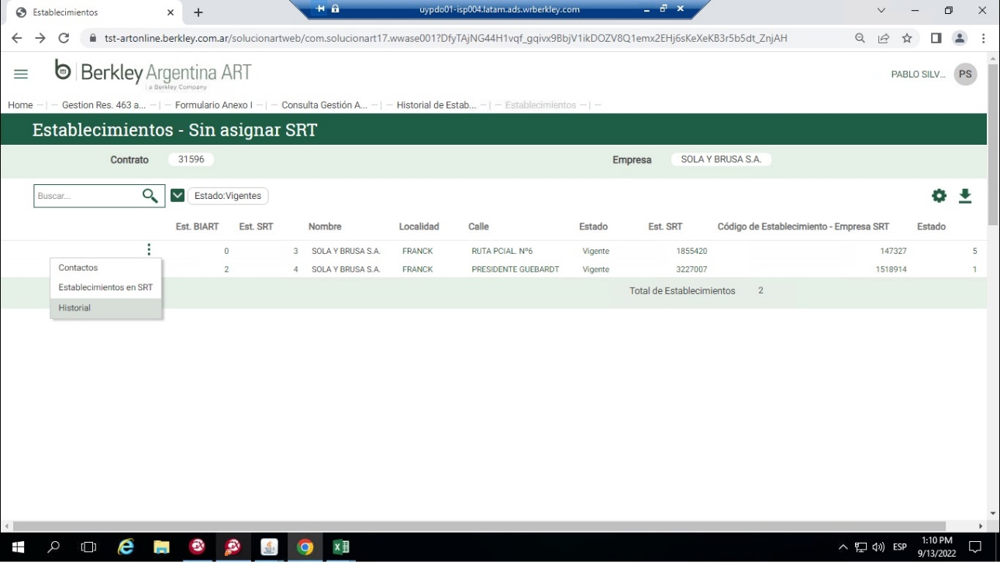 Establecimientos
uypdo01-isp004.latam.ads.wrberkley.com
tst-artonline.berkley.com.ar/solucionartweb/com.solucionart17.wwase001?DfyTAjNG44H1vqf_gqivx9BbjV1ikDOZV8Q1emx2EHj6sKeXeKB3r5b5dt_ZnjAH
b | Berkley Argentina ART
a Berkley Company
PABLO SILV... PS
Home — | — Gestion Res. 463 a... — | — Formulario Anexo I — | — Consulta Gestión A... — | — Historial de Estab... — | — Establecimientos — | —
Establecimientos - Sin asignar SRT
Contrato 31596 Empresa SOLA Y BRUSA S.A.
Buscar... Estado:Vigentes
Est. BIART Est. SRT Nombre Localidad Calle Estado Est. SRT Código de Establecimiento - Empresa SRT Estado
0 3 SOLA Y BRUSA S.A. FRANCK RUTA PCIAL. Nº6 Vigente 1855420 147327 5
2 4 SOLA Y BRUSA S.A. FRANCK PRESIDENTE GUEBARDT Vigente 3227007 1518914 1
Contactos
Establecimientos en SRT
Historial
Total de Establecimientos 2
ESP
1:10 PM
9/13/2022